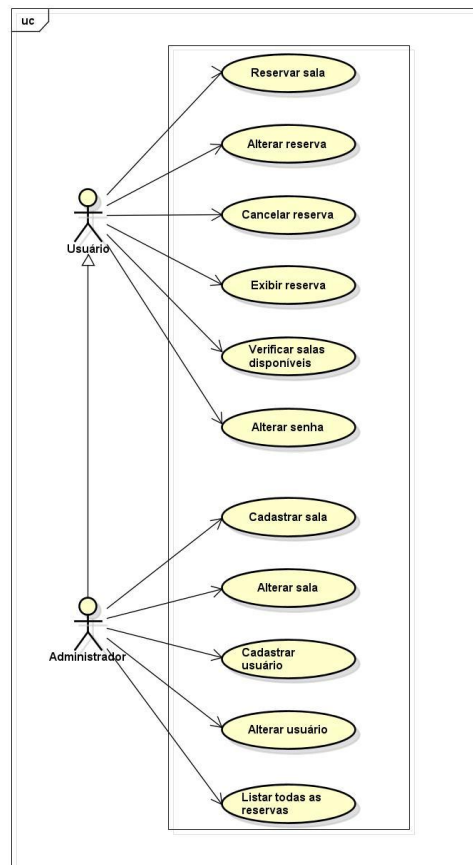 uc
Reservar sala
Alterar reserva
Cancelar reserva
Usuário
Exibir reserva
Verificar salas
disponíveis
Alterar senha
Cadastrar sala
Alterar sala
Administrador
Cadastrar
usuário
Alterar usuário
Listar todas as
reservas